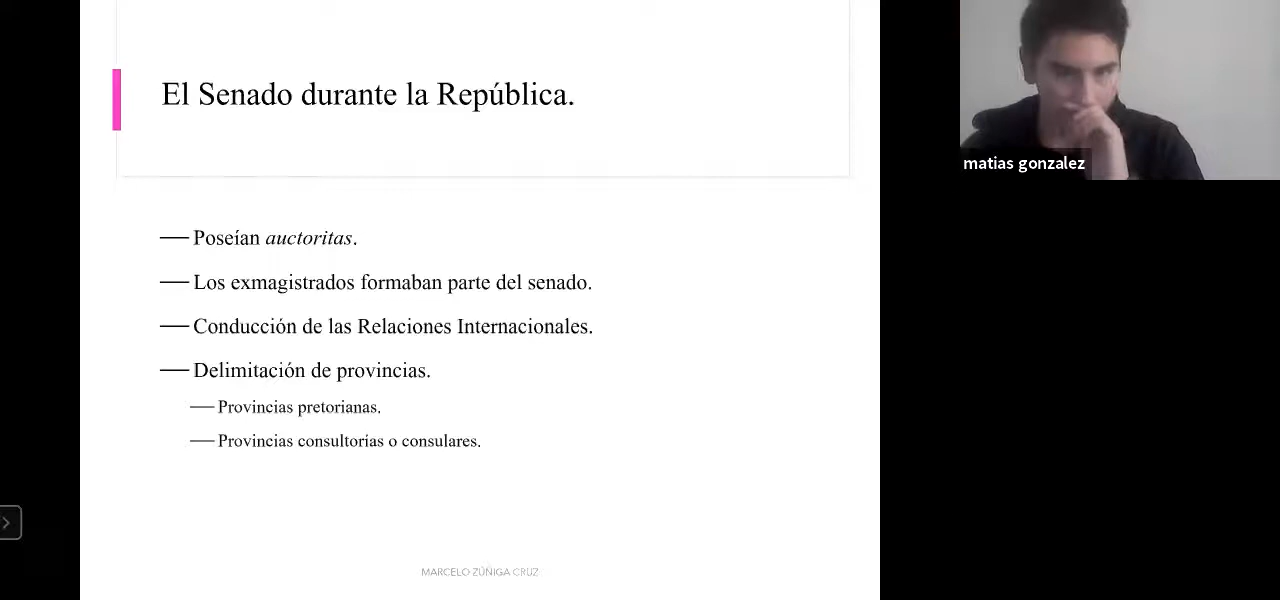 El Senado durante la República.
matias gonzalez
Poseían auctoritas.
Los exmagistrados formaban parte del senado.
Conducción de las Relaciones Internacionales.
Delimitación de provincias.
Provincias pretorianas.
Provincias consultorías o consulares.
MARCELO ZÚÑIGA CRUZ